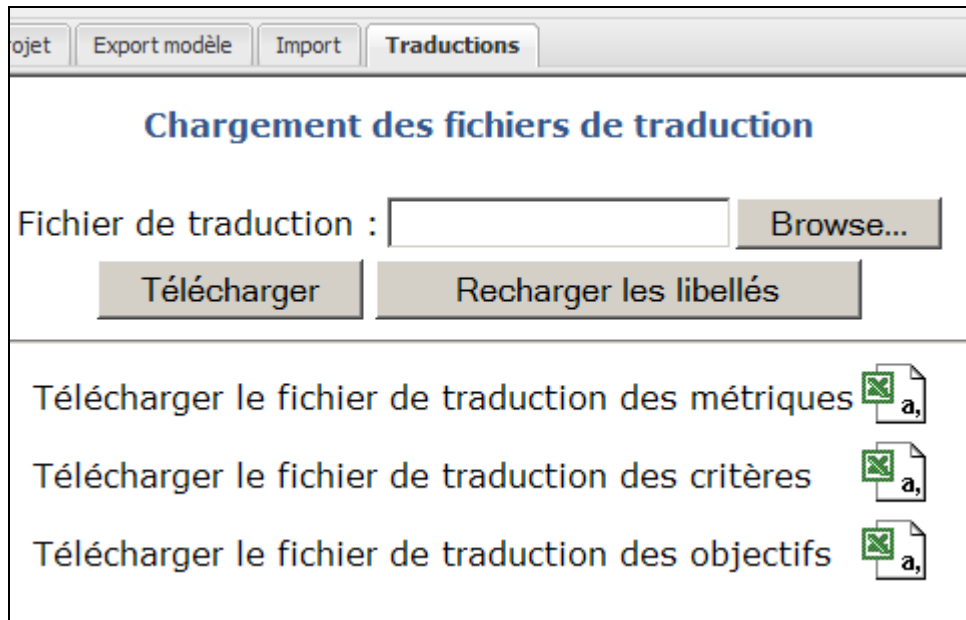 ojet Export modèle Import Traductions
Chargement des fichiers de traduction
Fichier de traduction : Browse...
Télécharger Recharger les libellés
Télécharger le fichier de traduction des métriques a,
Télécharger le fichier de traduction des critères a,
Télécharger le fichier de traduction des objectifs a,